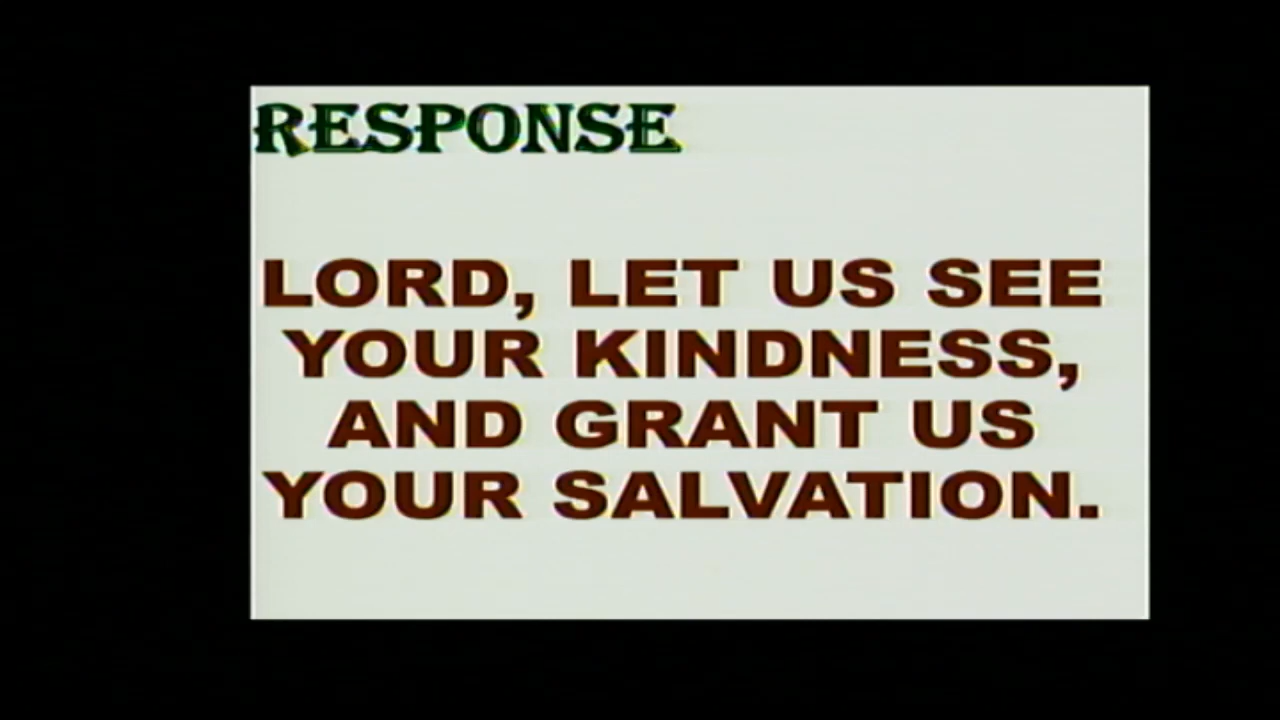 RESPONSE
LORD, LET US SEE
YOUR KINDNESS,
AND GRANT US
YOUR SALVATION.